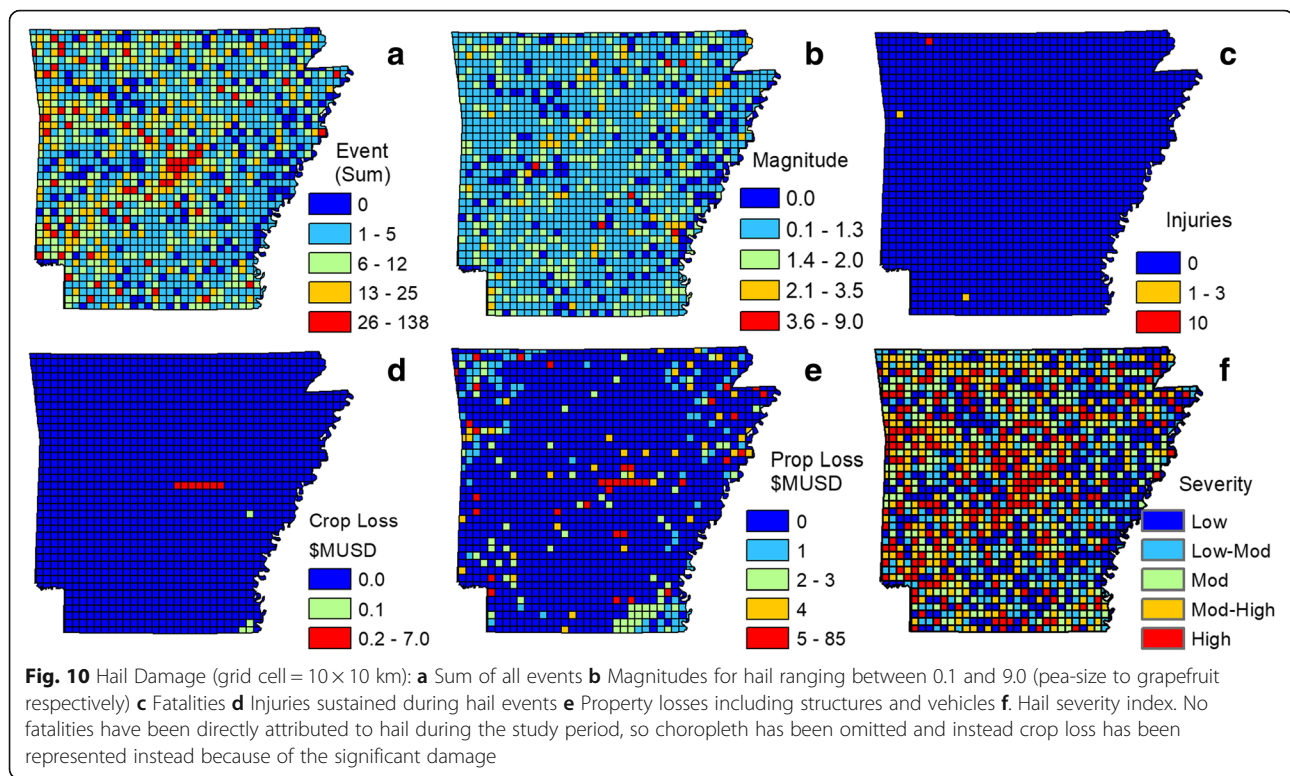 a
Event
(Sum)
0
1 - 5
6 - 12
13 - 25
26 - 138
b
Magnitude
0.0
0.1 - 1.3
1.4 - 2.0
2.1 - 3.5
3.6 - 9.0
c
Injuries
0
1 - 3
10
d
Crop Loss
$MUSD
0.0
0.1
0.2 - 7.0
e
Prop Loss
$MUSD
0
1
2 - 3
4
5 - 85
f
Severity
Low
Low-Mod
Mod
Mod-High
High
Fig. 10 Hail Damage (grid cell = 10 × 10 km): a Sum of all events b Magnitudes for hail ranging between 0.1 and 9.0 (pea-size to grapefruit
respectively) c Fatalities d Injuries sustained during hail events e Property losses including structures and vehicles f. Hail severity index. No
fatalities have been directly attributed to hail during the study period, so choropleth has been omitted and instead crop loss has been
represented instead because of the significant damage